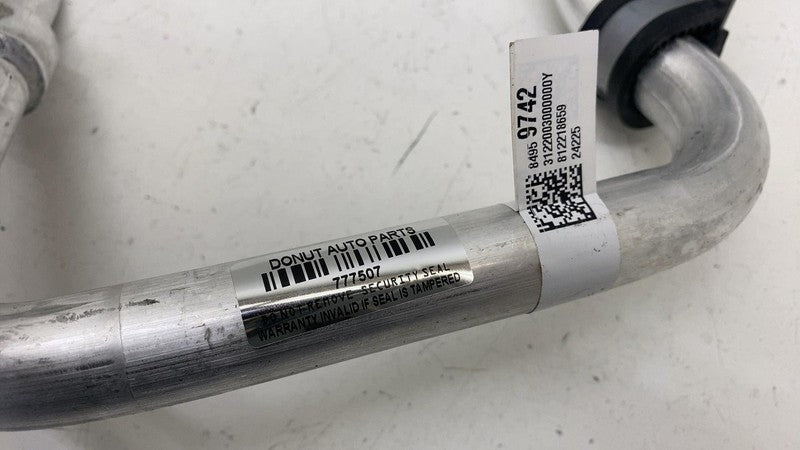 DONUT AUTO PARTS
777507
DO NOT REMOVE SECURITY SEAL
WARRANTY INVALID IF SEAL IS TAMPERED
8495 9742
3122003000000Y
812218659
24225